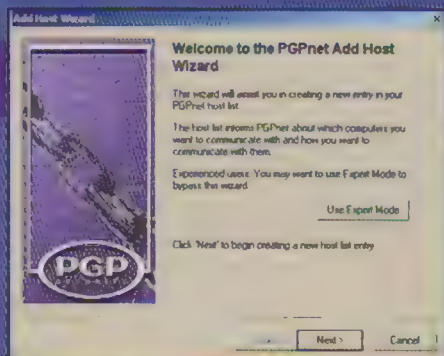 Add Host Wizard
Welcome to the PGPnet Add Host
Wizard
This wizard will assist you in creating a new entry in your
PGPnet host list.
The host list informs PGPnet about which computers you
want to communicate with and how you want to
communicate with them.
Experienced users: You may want to use Expert Mode to
bypass this wizard.
Use Expert Mode
Click 'Next' to begin creating a new host list entry.
PGP
Next >
Cancel